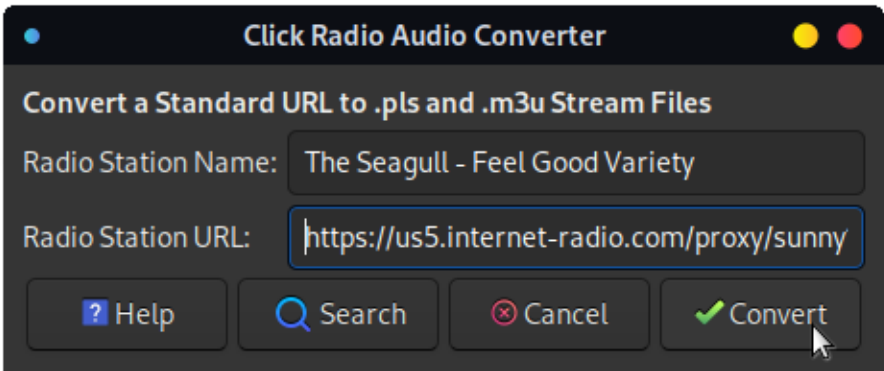 Click Radio Audio Converter
Convert a Standard URL to .pls and .m3u Stream Files
Radio Station Name: The Seagull - Feel Good Variety
Radio Station URL: https://us5.internet-radio.com/proxy/sunny
? Help Search Cancel Convert